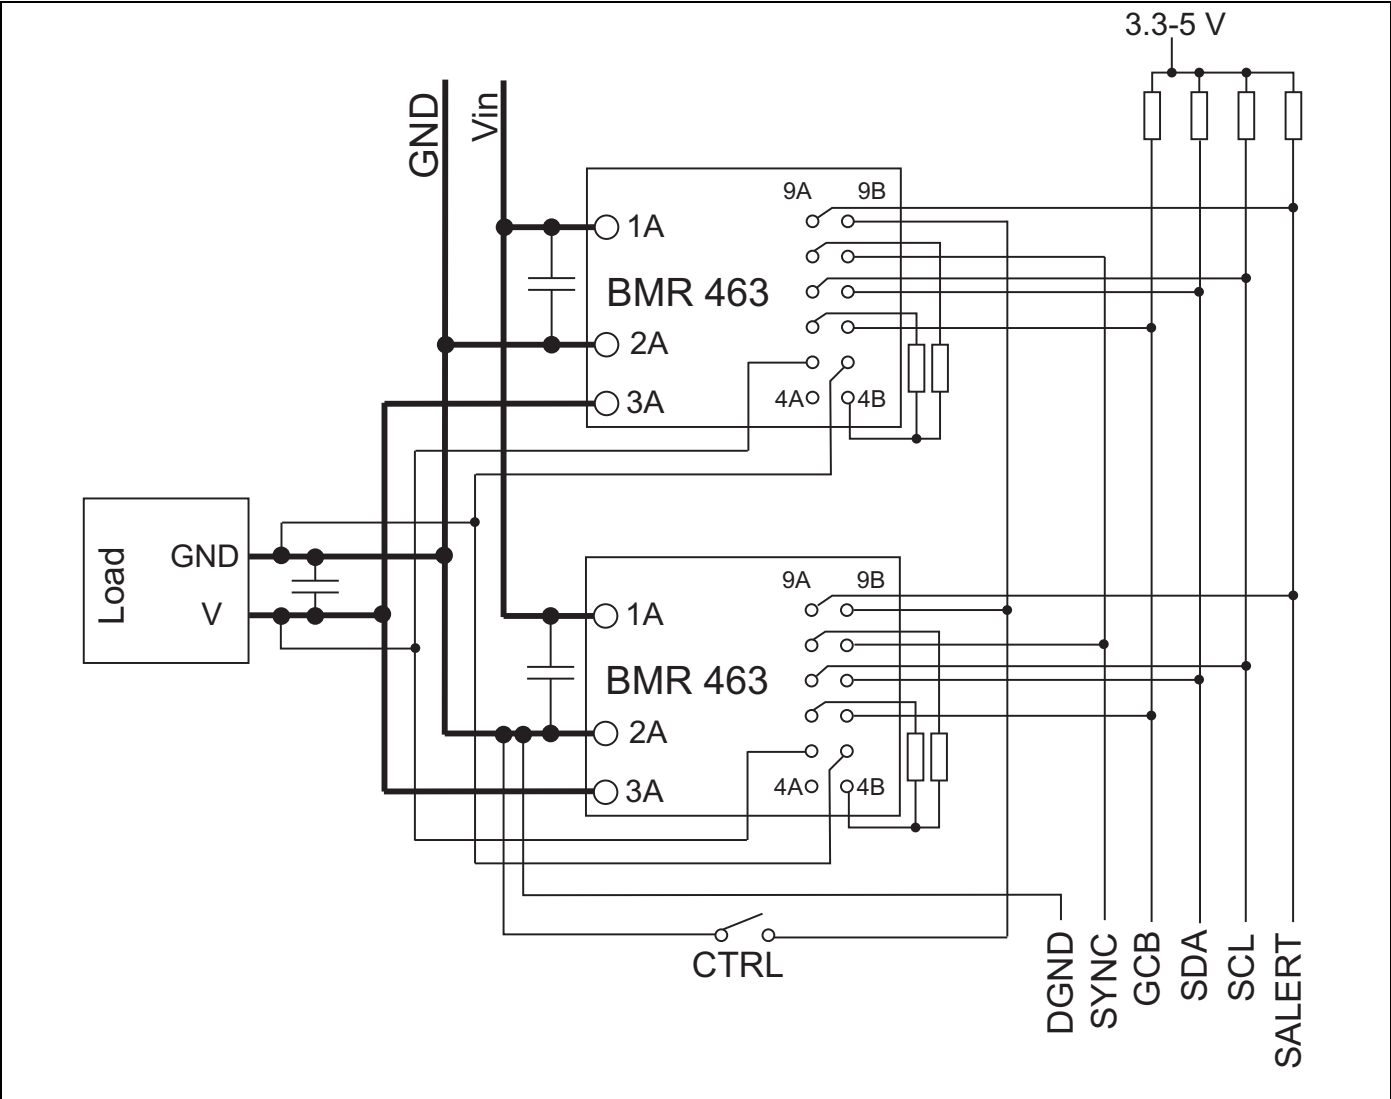 3.3-5 V
GND
Vin
9A
9B
1A
BMR 463
2A
3A
4A
4B
Load
GND
V
9A
9B
1A
BMR 463
2A
3A
4A
4B
CTRL
DGND
SYNC
GCB
SDA
SCL
SALERT